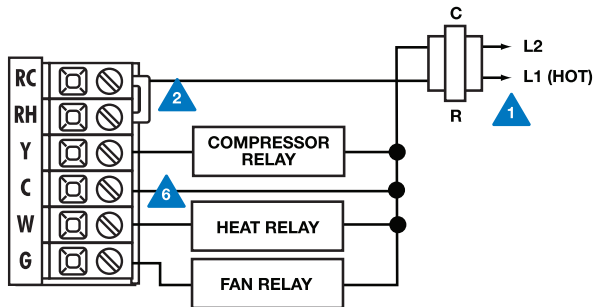 C
L2
L1 (HOT)
R
1
RC
2
RH
Y
COMPRESSOR
RELAY
C
6
W
HEAT RELAY
G
FAN RELAY